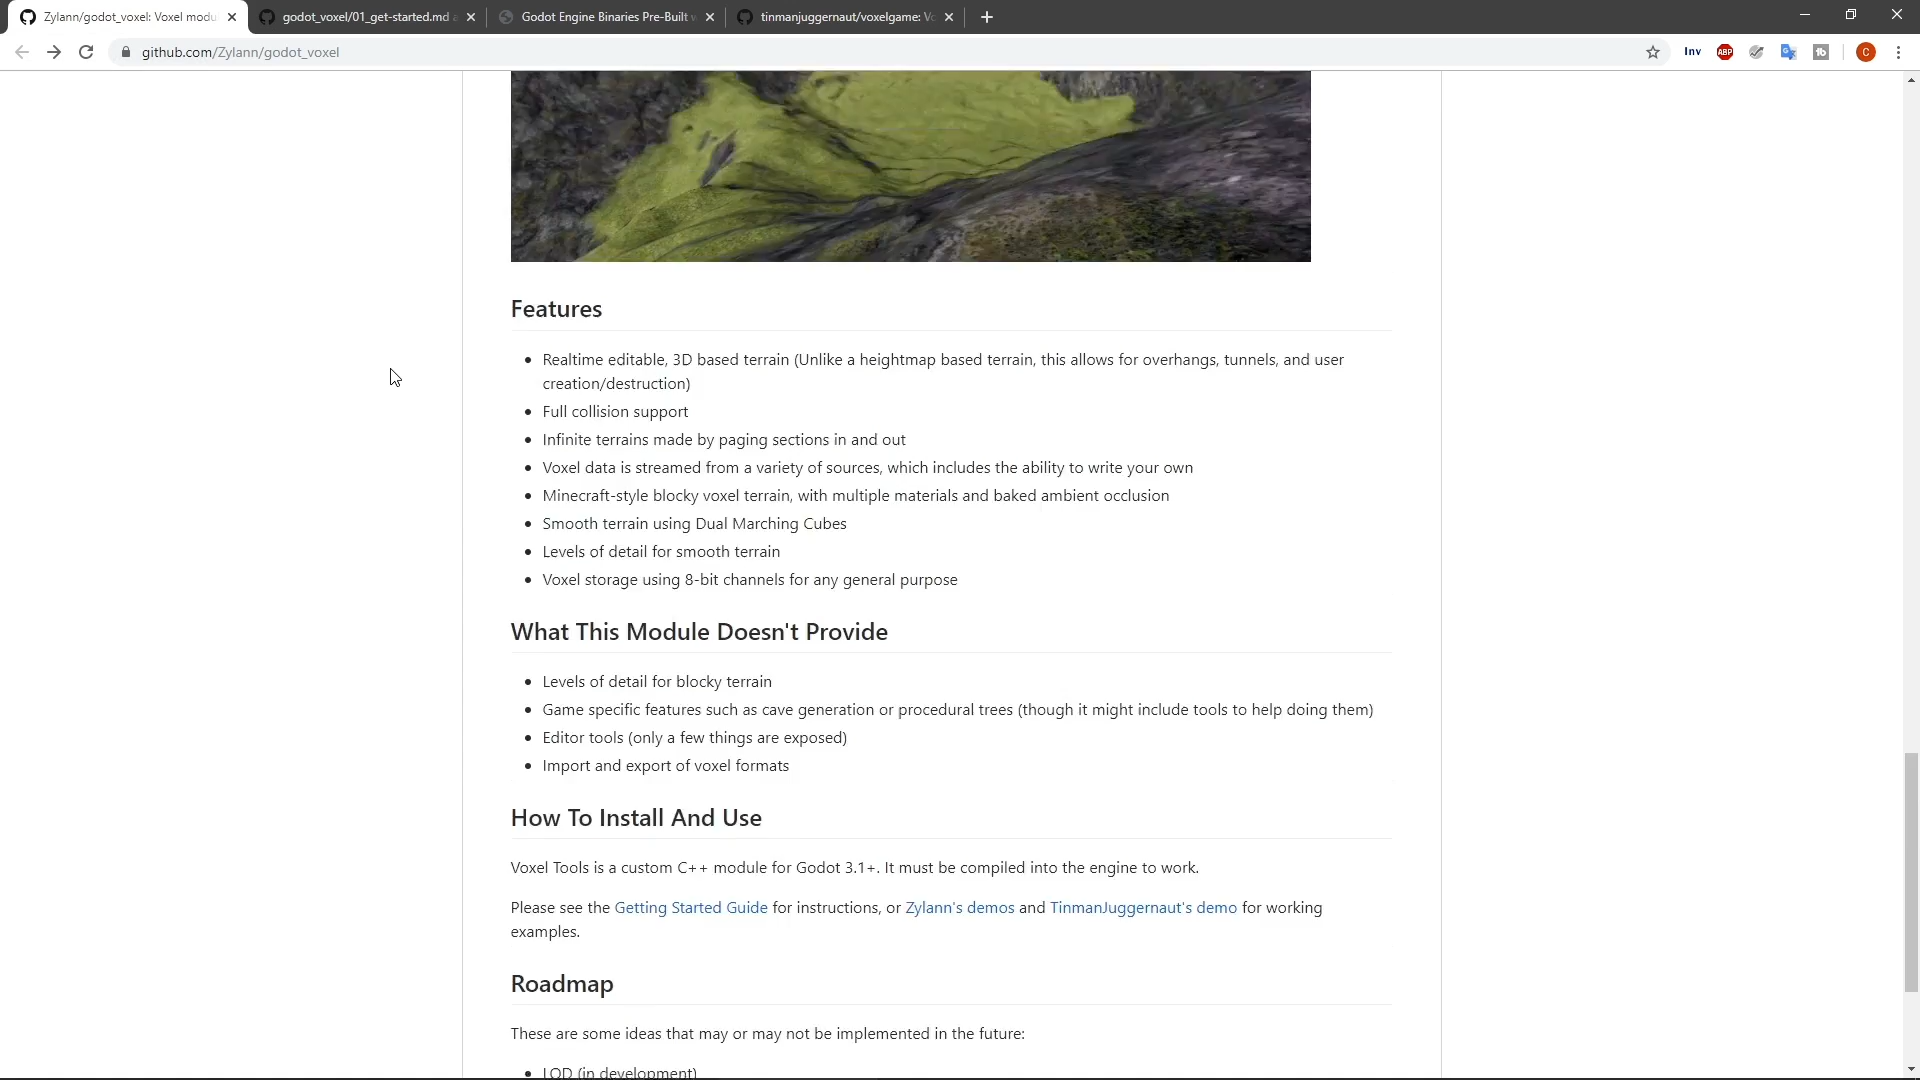 Zylann/godot_voxel: Voxel modu
godot_voxel/01_get-started.md a
Godot Engine Binaries Pre-Built w
tinmanjuggernaut/voxelgame: Vo
github.com/Zylann/godot_voxel
Inv
ABP
C
Features
Realtime editable, 3D based terrain (Unlike a heightmap based terrain, this allows for overhangs, tunnels, and user
creation/destruction)
Full collision support
Infinite terrains made by paging sections in and out
Voxel data is streamed from a variety of sources, which includes the ability to write your own
Minecraft-style blocky voxel terrain, with multiple materials and baked ambient occlusion
Smooth terrain using Dual Marching Cubes
Levels of detail for smooth terrain
Voxel storage using 8-bit channels for any general purpose
What This Module Doesn't Provide
Levels of detail for blocky terrain
Game specific features such as cave generation or procedural trees (though it might include tools to help doing them)
Editor tools (only a few things are exposed)
Import and export of voxel formats
How To Install And Use
Voxel Tools is a custom C++ module for Godot 3.1+. It must be compiled into the engine to work.
Please see the Getting Started Guide for instructions, or Zylann's demos and TinmanJuggernaut's demo for working
examples.
Roadmap
These are some ideas that may or may not be implemented in the future:
LOD (in development)